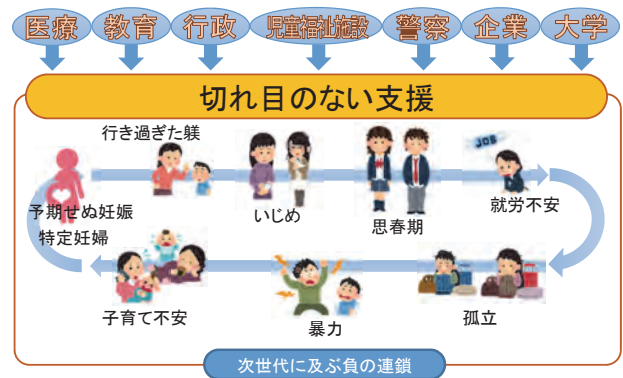 医療 教育 行政 児童福祉施設 警察 企業 大学
切れ目のない支援
行き過ぎた躾
JOB
予期せぬ妊娠
特定妊婦
いじめ
思春期
就労不安
子育て不安
暴力
孤立
次世代に及ぶ負の連鎖